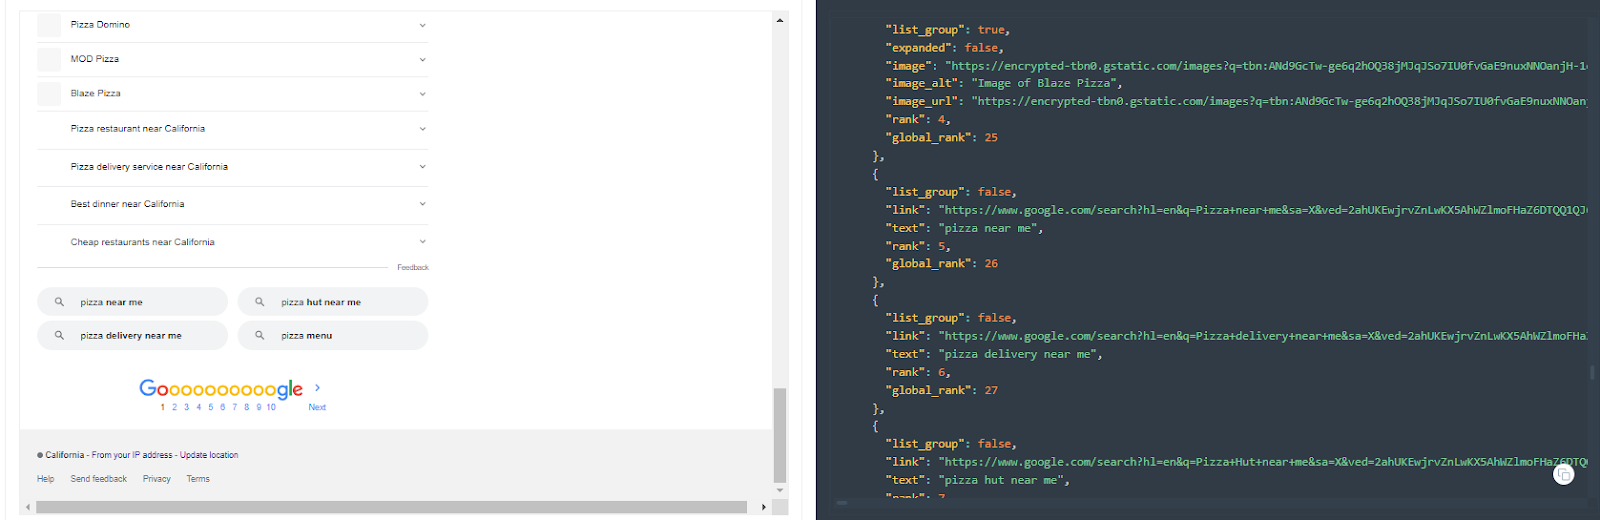 Pizza Domino
MOD Pizza
Blaze Pizza
Pizza restaurant near California
Pizza delivery service near California
Best dinner near California
Cheap restaurants near California
Feedback
pizza near me
pizza hut near me
pizza delivery near me
pizza menu
Goooooooooogle
1 2 3 4 5 6 7 8 9 10 Next
California - From your IP address - Update location
Help Send feedback Privacy Terms
"list_group": true,
"expanded": false,
"image": "https://encrypted-tbn0.gstatic.com/images?q=tbn:ANd9GcTw-ge6q2hOQ38jMJqJSo7IU0fvGaE9nuxNNOanjH-1
"image_alt": "Image of Blaze Pizza",
"image_url": "https://encrypted-tbn0.gstatic.com/images?q=tbn:ANd9GcTw-ge6q2hOQ38jMJqJSo7IU0fvGaE9nuxNNOan
"rank": 4,
"global_rank": 25
},
{
"list_group": false,
"link": "https://www.google.com/search?hl=en&q=Pizza+near+me&sa=X&ved=2ahUKEwjrvZnLwKX5AhWZlmoFHaZ6DTQQ1QJ
"text": "pizza near me",
"rank": 5,
"global_rank": 26
},
{
"list_group": false,
"link": "https://www.google.com/search?hl=en&q=Pizza+delivery+near+me&sa=X&ved=2ahUKEwjrvZnLwKX5AhWZlmoFHa
"text": "pizza delivery near me",
"rank": 6,
"global_rank": 27
},
{
"list_group": false,
"link": "https://www.google.com/search?hl=en&q=Pizza+Hut+near+me&sa=X&ved=2ahUKEwjrvZnLwKX5AhWZlmoFHaZ6DTQ
"text": "pizza hut near me",
"rank": 7